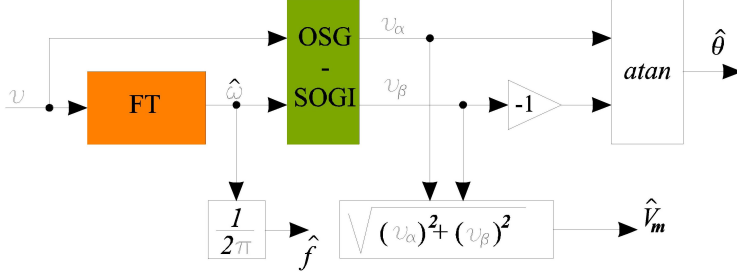 υ
FT
ω̂
OSG
-
SOGI
υα
υβ
-1
atan
θ̂
1
2π
f̂
√(υα)²+(υβ)²
V̂m